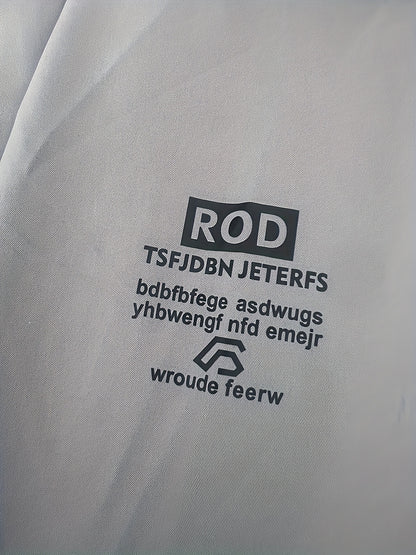 ROD
TSFJDBN JETERFS
bdbfbfege asdwugs
yhbwengf nfd emejr
wroude feerw